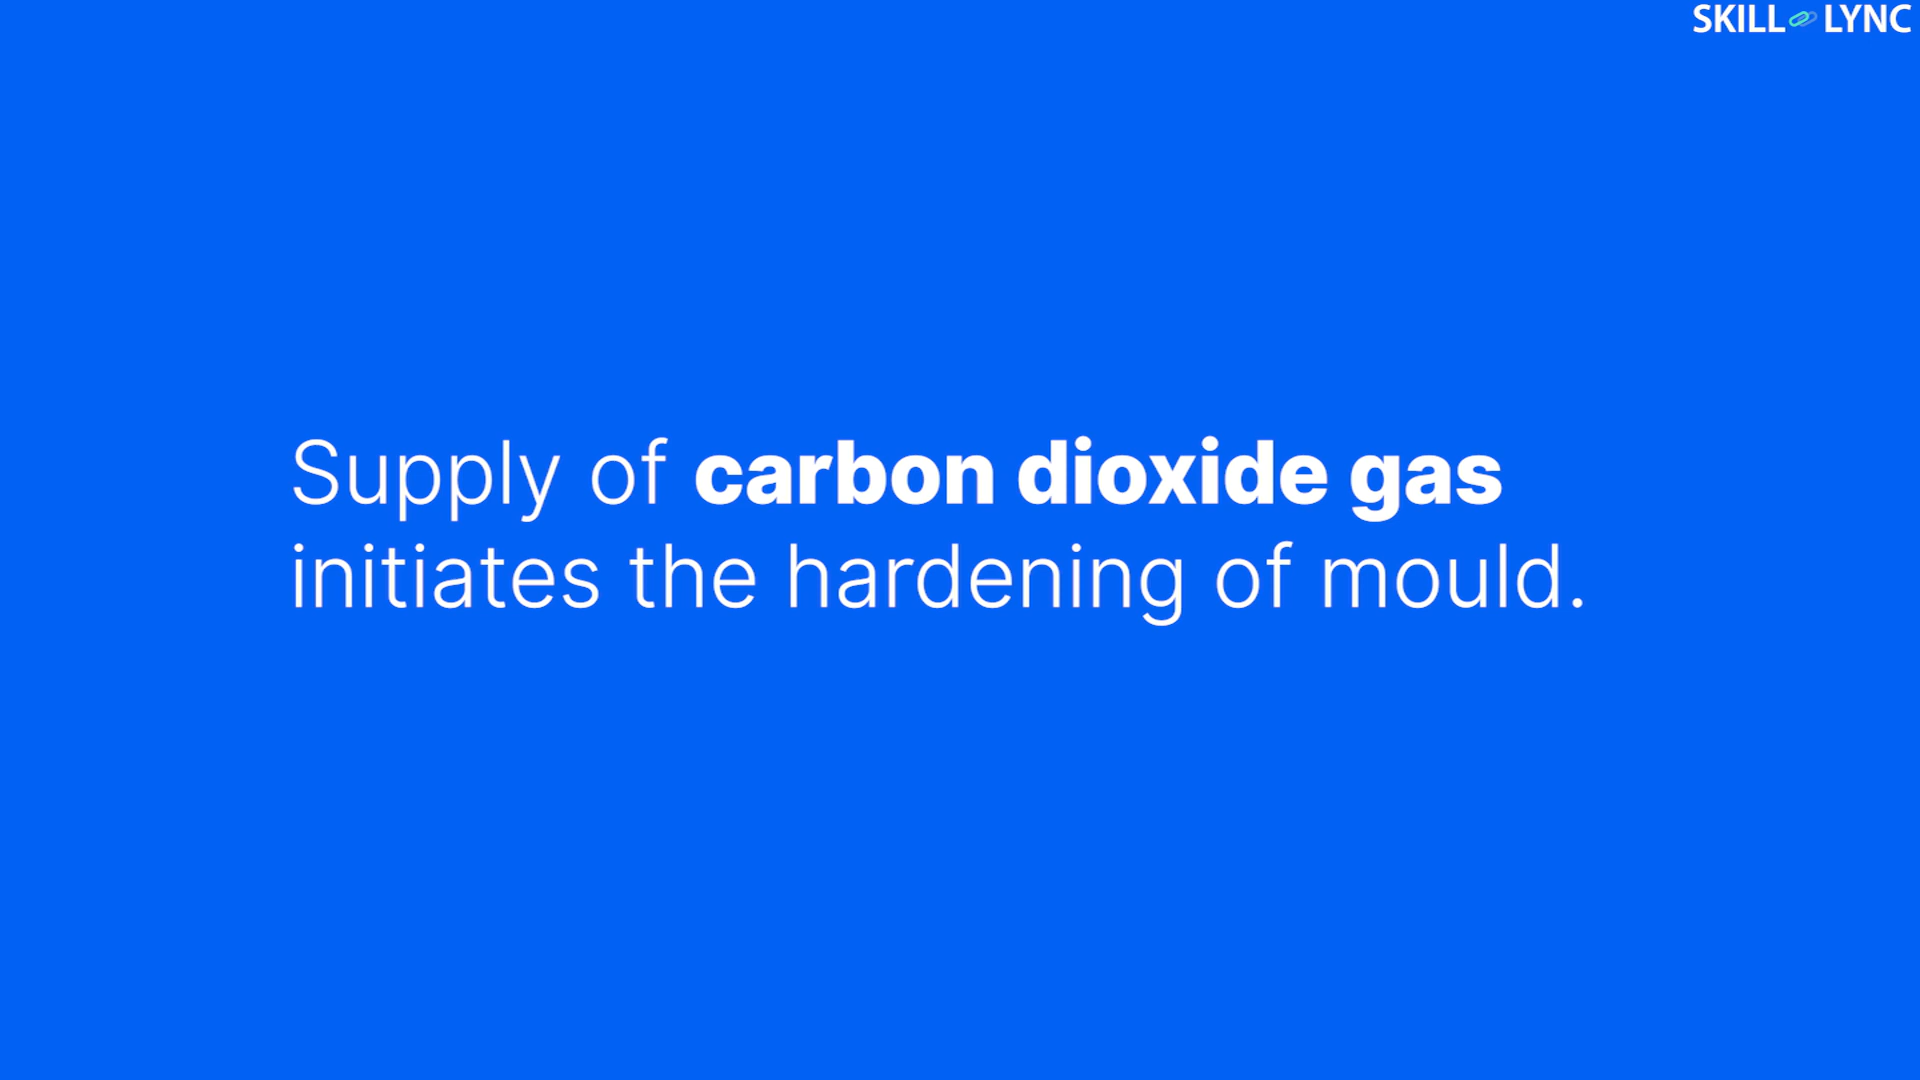 SKILL LYNC
Supply of carbon dioxide gas
initiates the hardening of mould.